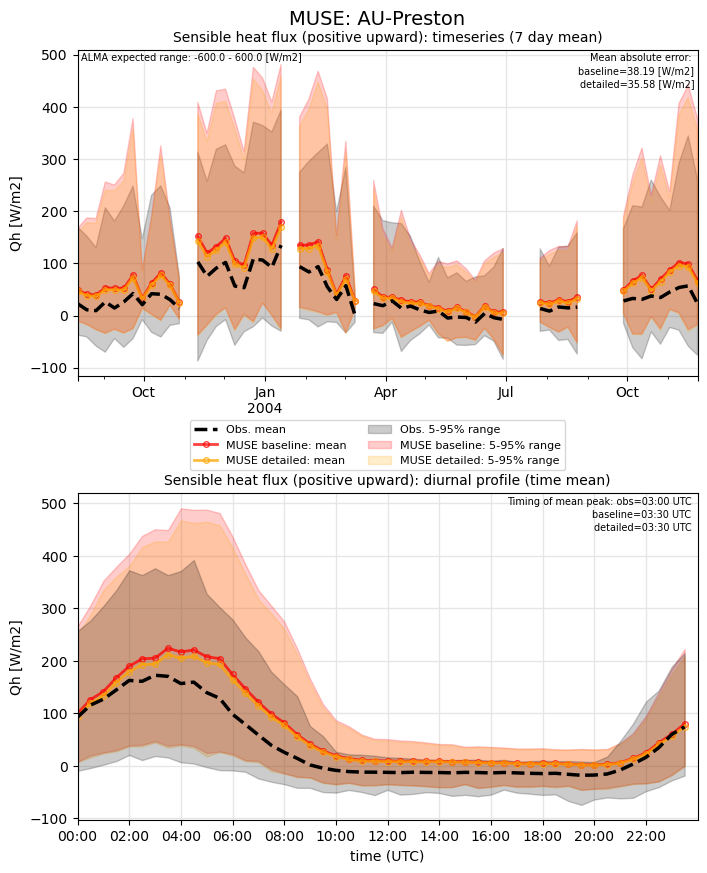 MUSE: AU-Preston
Sensible heat flux (positive upward): timeseries (7 day mean)
ALMA expected range: -600.0 - 600.0 [W/m2]
Mean absolute error:
baseline=38.19 [W/m2]
detailed=35.58 [W/m2]
500
400
300
200
100
0
−100
Qh [W/m2]
Oct
Jan
2004
Apr
Jul
Oct
Obs. mean
MUSE baseline: mean
MUSE detailed: mean
Obs. 5-95% range
MUSE baseline: 5-95% range
MUSE detailed: 5-95% range
Sensible heat flux (positive upward): diurnal profile (time mean)
Timing of mean peak: obs=03:00 UTC
baseline=03:30 UTC
detailed=03:30 UTC
500
400
300
200
100
0
−100
Qh [W/m2]
00:00 02:00 04:00 06:00 08:00 10:00 12:00 14:00 16:00 18:00 20:00 22:00
time (UTC)